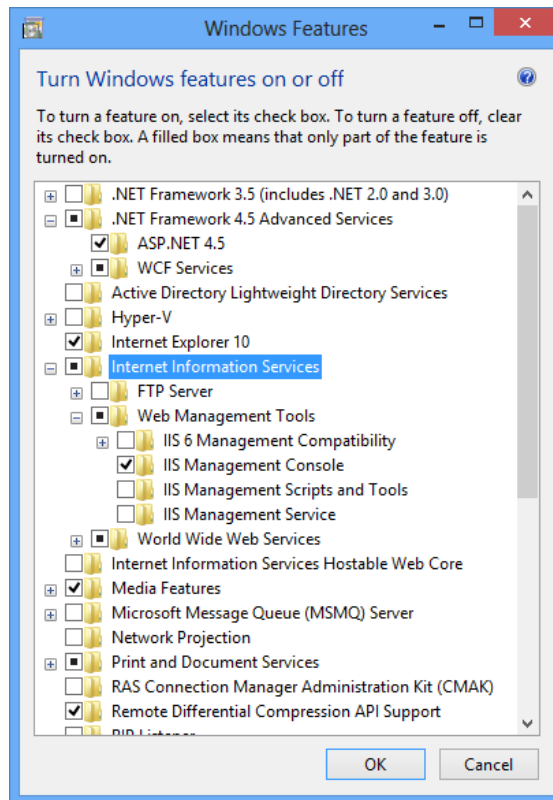 Windows Features
Turn Windows features on or off
To turn a feature on, select its check box. To turn a feature off, clear
its check box. A filled box means that only part of the feature is
turned on.
.NET Framework 3.5 (includes .NET 2.0 and 3.0)
.NET Framework 4.5 Advanced Services
ASP.NET 4.5
WCF Services
Active Directory Lightweight Directory Services
Hyper-V
Internet Explorer 10
Internet Information Services
FTP Server
Web Management Tools
IIS 6 Management Compatibility
IIS Management Console
IIS Management Scripts and Tools
IIS Management Service
World Wide Web Services
Internet Information Services Hostable Web Core
Media Features
Microsoft Message Queue (MSMQ) Server
Network Projection
Print and Document Services
RAS Connection Manager Administration Kit (CMAK)
Remote Differential Compression API Support
OK
Cancel